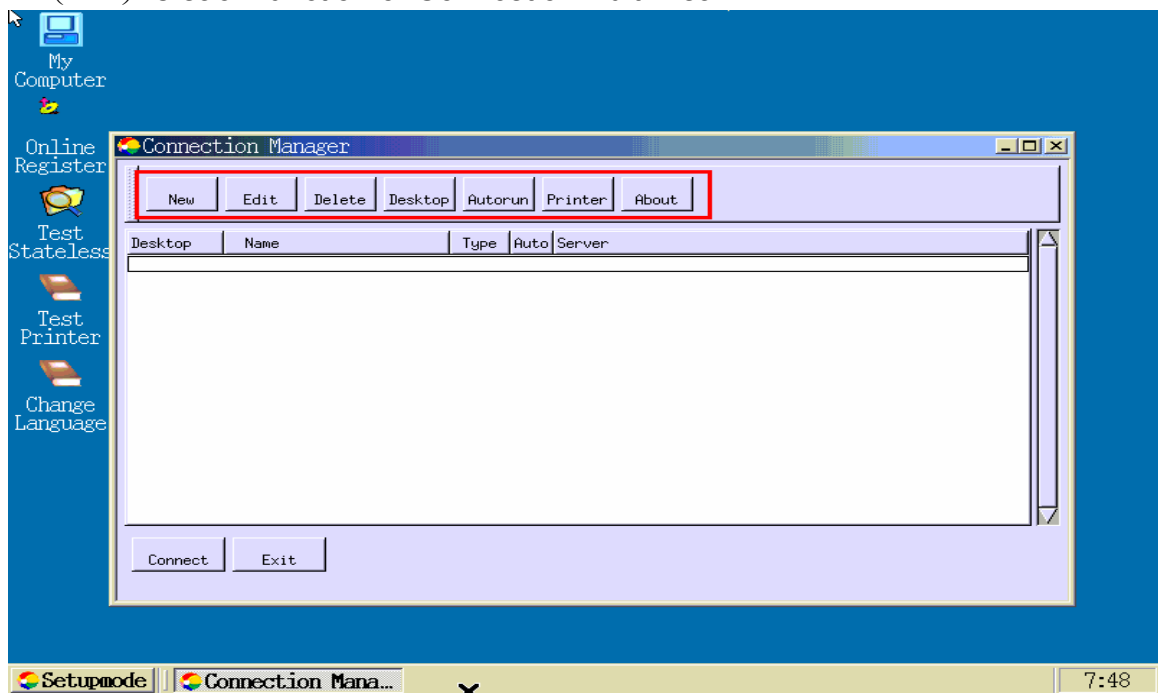 My
Computer
Online
Register
Test
Stateless
Test
Printer
Change
Language
Connection Manager
New Edit Delete Desktop Autorun Printer About
Desktop Name Type Auto Server
Connect Exit
Setupmode Connection Mana... 7:48